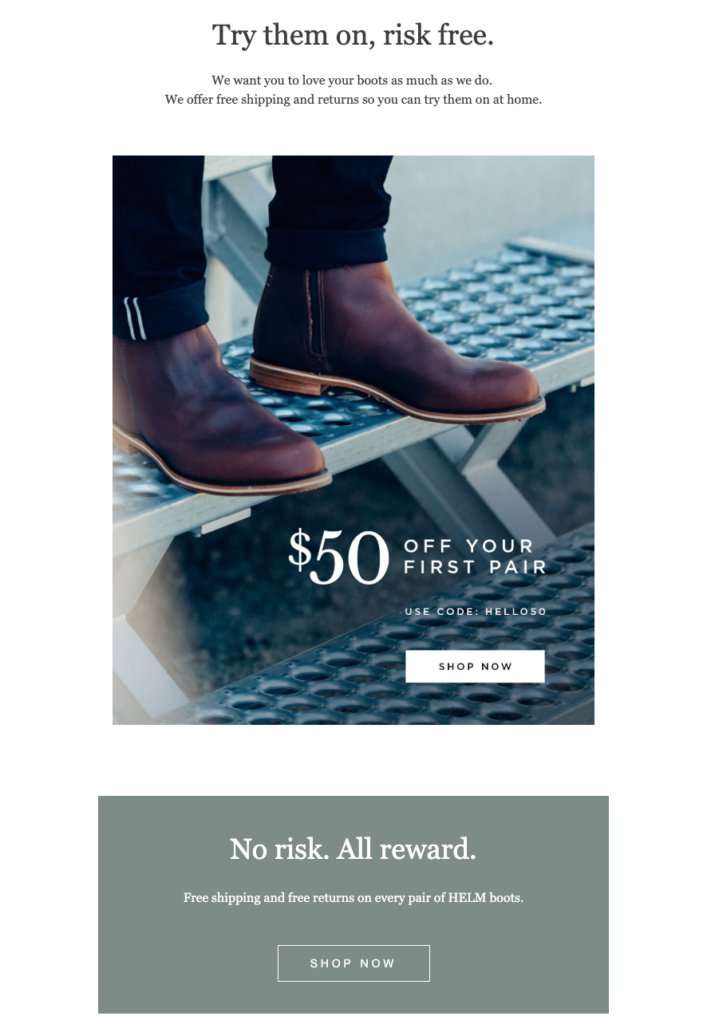 Try them on, risk free.
We want you to love your boots as much as we do.
We offer free shipping and returns so you can try them on at home.
$50 OFF YOUR
FIRST PAIR
USE CODE: HELLO50
SHOP NOW
No risk. All reward.
Free shipping and free returns on every pair of HELM boots.
SHOP NOW